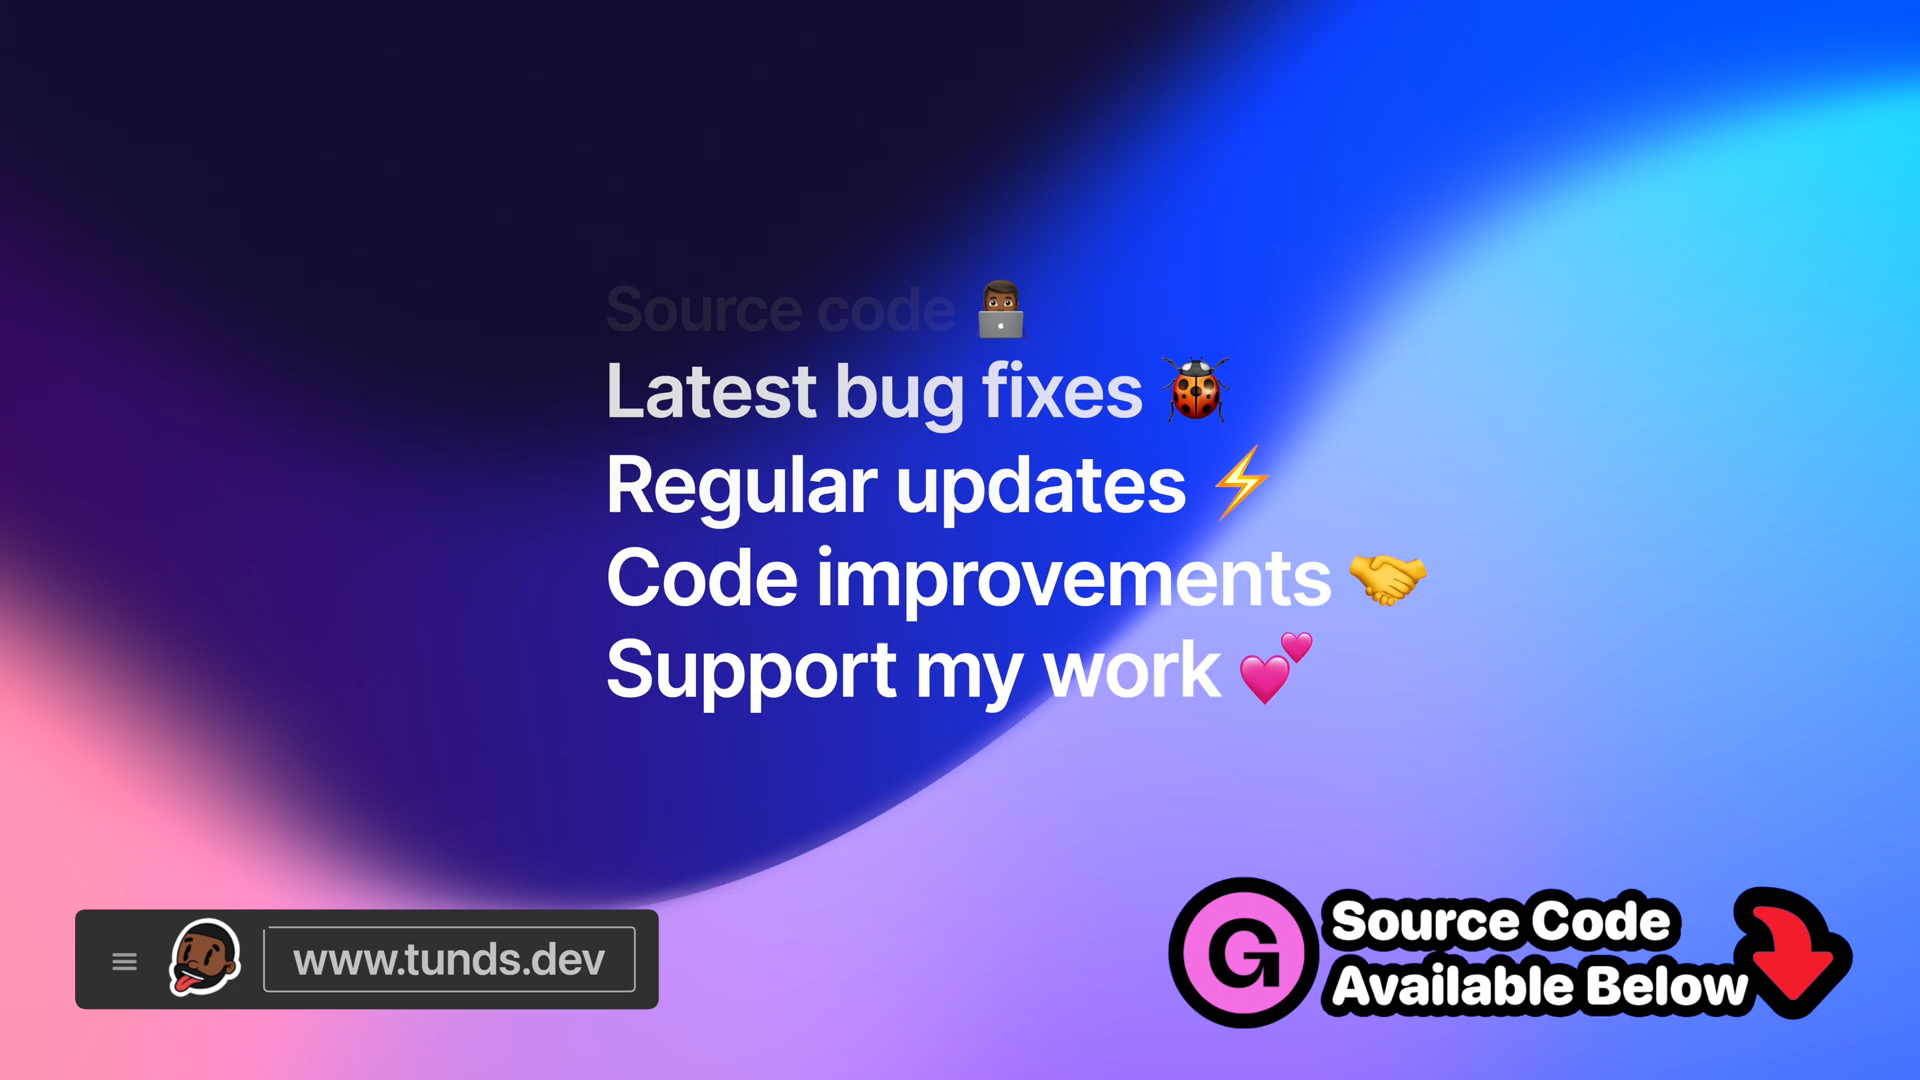 Source code 👨🏾‍💻
Latest bug fixes 🐞
Regular updates ⚡
Code improvements 🤝
Support my work 💕
www.tunds.dev
G
Source Code
Available Below